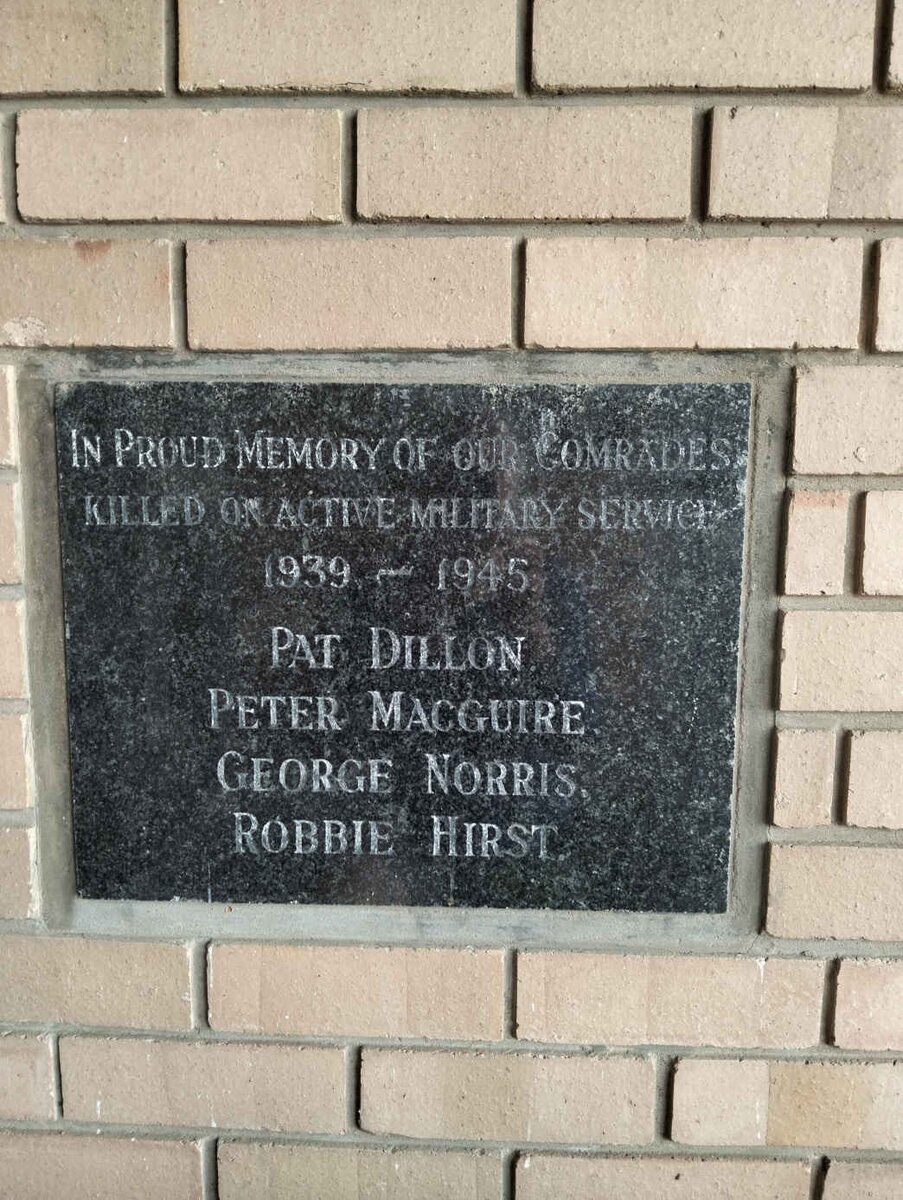 IN PROUD MEMORY OF OUR COMRADES
KILLED ON ACTIVE MILITARY SERVICE
1939 – 1945
PAT DILLON
PETER MACGUIRE.
GEORGE NORRIS.
ROBBIE HIRST.